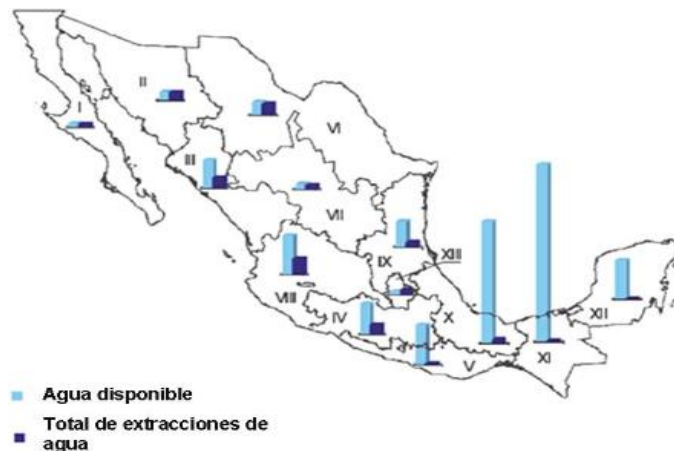 II
I
VI
III
VII
IX
XIII
VIII
IV
X
XII
V
XI
Agua disponible
Total de extracciones de
agua